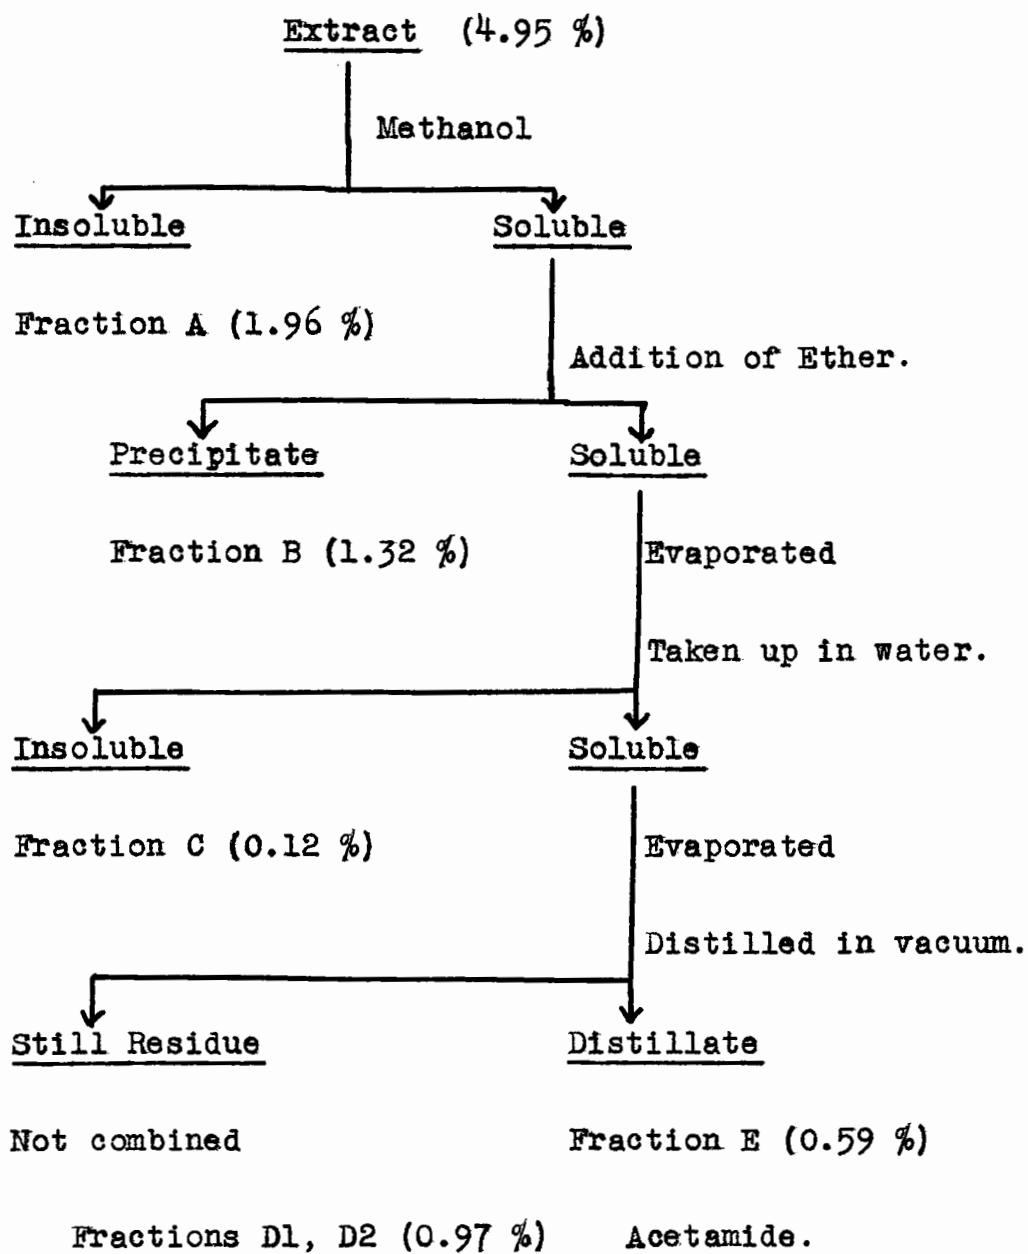 Extract (4.95 %)
Methanol
Insoluble Soluble
Fraction A (1.96 %)
Addition of Ether.
Precipitate Soluble
Fraction B (1.32 %) Evaporated
Taken up in water.
Insoluble Soluble
Fraction C (0.12 %) Evaporated
Distilled in vacuum.
Still Residue Distillate
Not combined Fraction E (0.59 %)
Fractions D1, D2 (0.97 %) Acetamide.